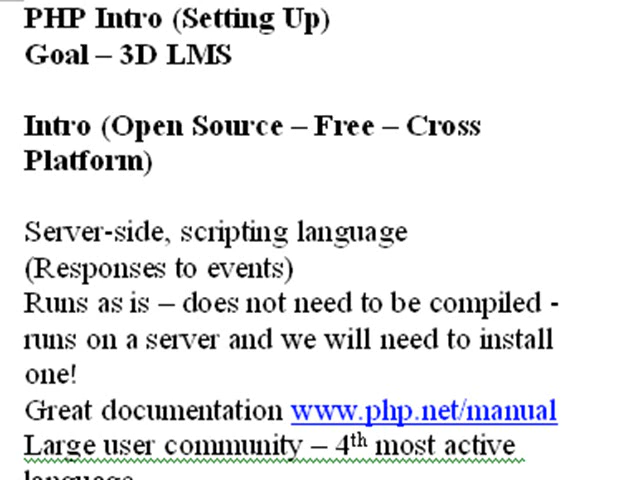 PHP Intro (Setting Up)
Goal – 3D LMS
Intro (Open Source – Free – Cross
Platform)
Server-side, scripting language
(Responses to events)
Runs as is – does not need to be compiled -
runs on a server and we will need to install
one!
Great documentation www.php.net/manual
Large user community – 4th most active
language